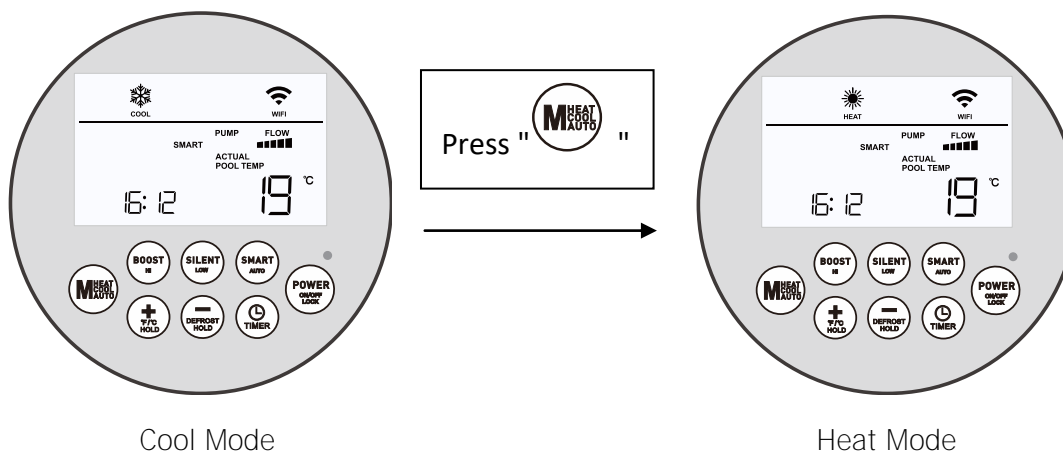 COOL
WIFI
PUMP FLOW
SMART
ACTUAL
POOL TEMP
16:12
19 °C
BOOST
HI
SILENT
LOW
SMART
AUTO
M HEAT
COOL
AUTO
POWER
ON/OFF
LOCK
+
°F/°C
HOLD
—
DEFROST
HOLD
TIMER
Cool Mode
Press " M HEAT
COOL
AUTO "
HEAT
WIFI
PUMP FLOW
SMART
ACTUAL
POOL TEMP
16:12
19 °C
BOOST
HI
SILENT
LOW
SMART
AUTO
M HEAT
COOL
AUTO
POWER
ON/OFF
LOCK
+
°F/°C
HOLD
—
DEFROST
HOLD
TIMER
Heat Mode